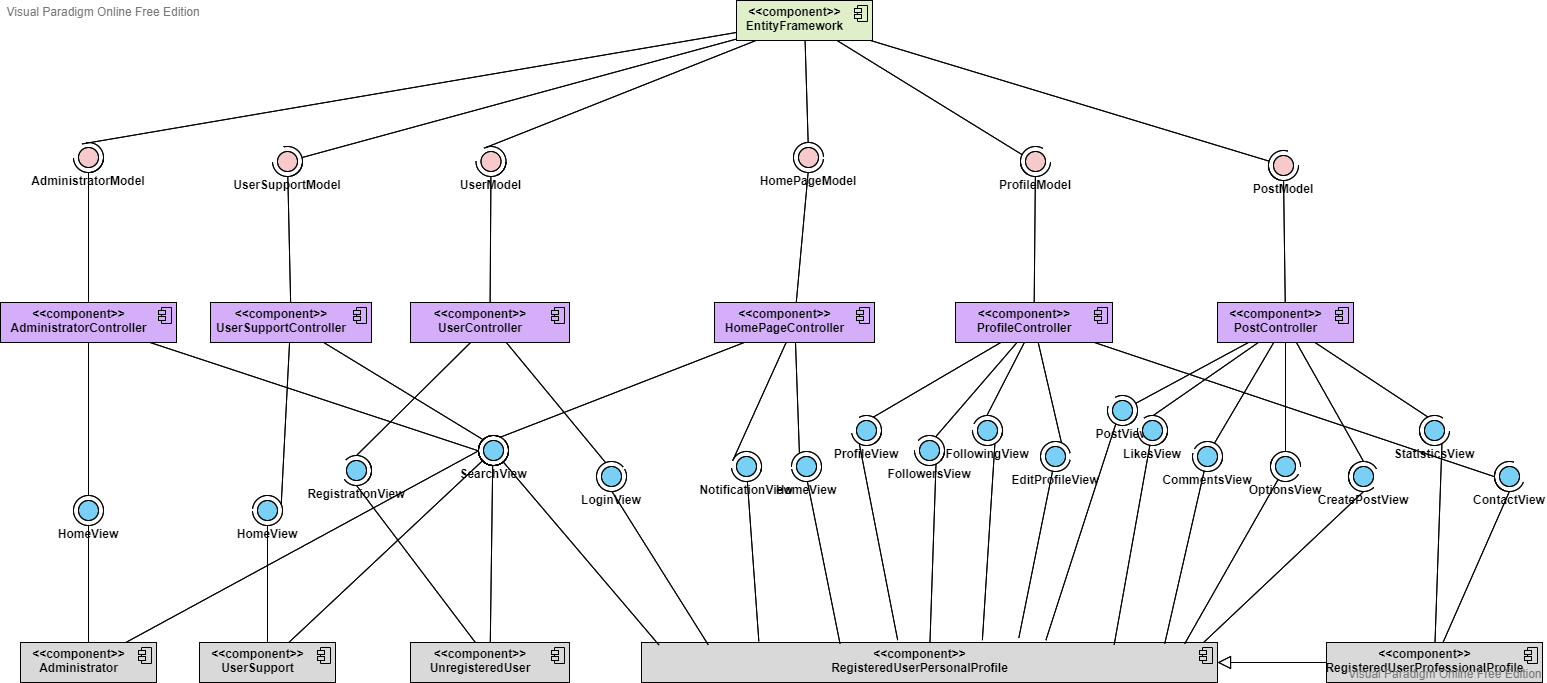 Visual Paradigm Online Free Edition
<<component>>
EntityFramework
AdministratorModel
UserSupportModel
UserModel
HomePageModel
ProfileModel
PostModel
<<component>>
AdministratorController
<<component>>
UserSupportController
<<component>>
UserController
<<component>>
HomePageController
<<component>>
ProfileController
<<component>>
PostController
PostView
ProfileView
FollowingView
LikesView
StatisticsView
SearchView
FollowersView
RegistrationView
LoginView
NotificationView
HomeView
EditProfileView
CommentsView
OptionsView
CreatePostView
ContactView
HomeView
HomeView
<<component>>
Administrator
<<component>>
UserSupport
<<component>>
UnregisteredUser
<<component>>
RegisteredUserPersonalProfile
<<component>>
RegisteredUserProfessionalProfile
Visual Paradigm Online Free Edition